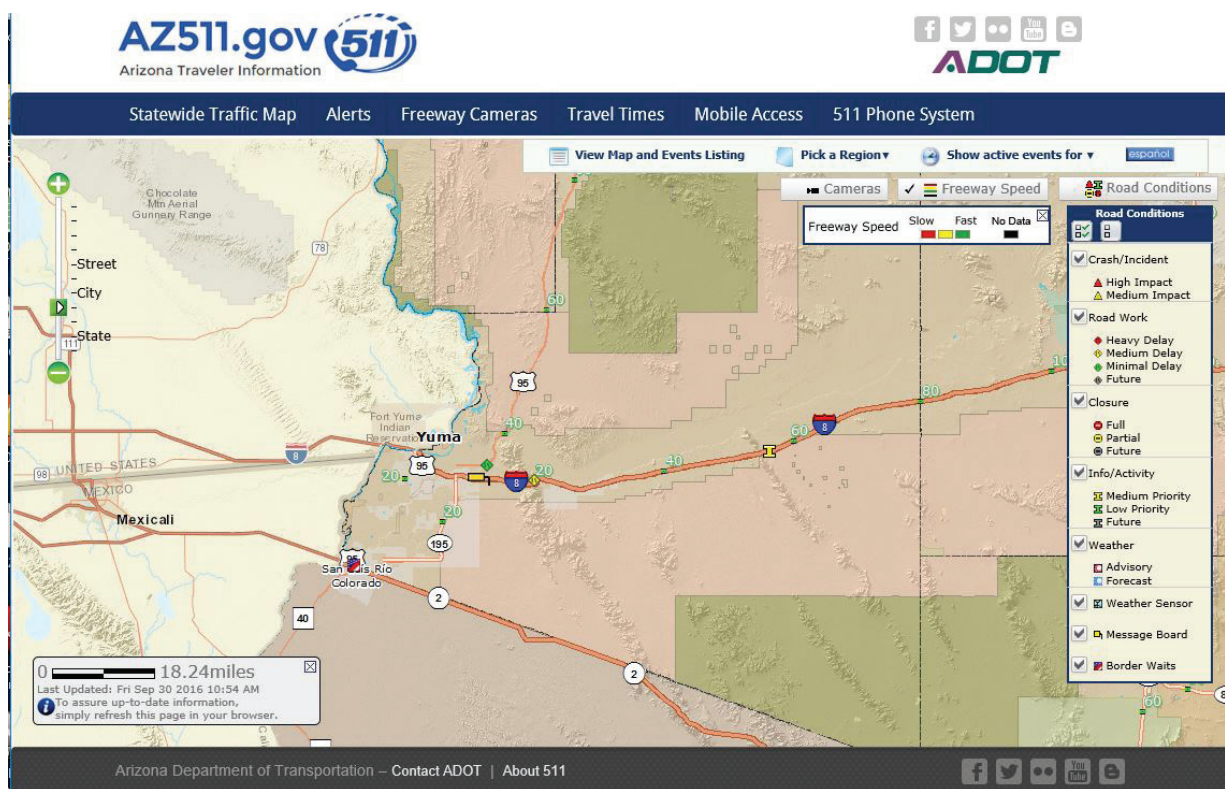 AZ511.gov 511
Arizona Traveler Information
You Tube
ADOT
Statewide Traffic Map Alerts Freeway Cameras Travel Times Mobile Access 511 Phone System
View Map and Events Listing Pick a Region Show active events for español
Cameras Freeway Speed Road Conditions
Freeway Speed Slow Fast No Data
Road Conditions
Crash/Incident
High Impact
Medium Impact
Road Work
Heavy Delay
Medium Delay
Minimal Delay
Future
Closure
Full
Partial
Future
Info/Activity
Medium Priority
Low Priority
Future
Weather
Advisory
Forecast
Weather Sensor
Message Board
Border Waits
Street
City
State
Chocolate
Mtn Aerial
Gunnery Range
78
111
60
95
80
60
8
Fort Yuma
Indian
Reservation
Yuma
40
8
98
UNITED STATES
MEXICO
95
20
8
20
40
20
Mexicali
195
95
San Luis Río
Colorado
2
40
2
60
0 18.24miles
Last Updated: Fri Sep 30 2016 10:54 AM
To assure up-to-date information,
simply refresh this page in your browser.
Arizona Department of Transportation – Contact ADOT | About 511
You Tube